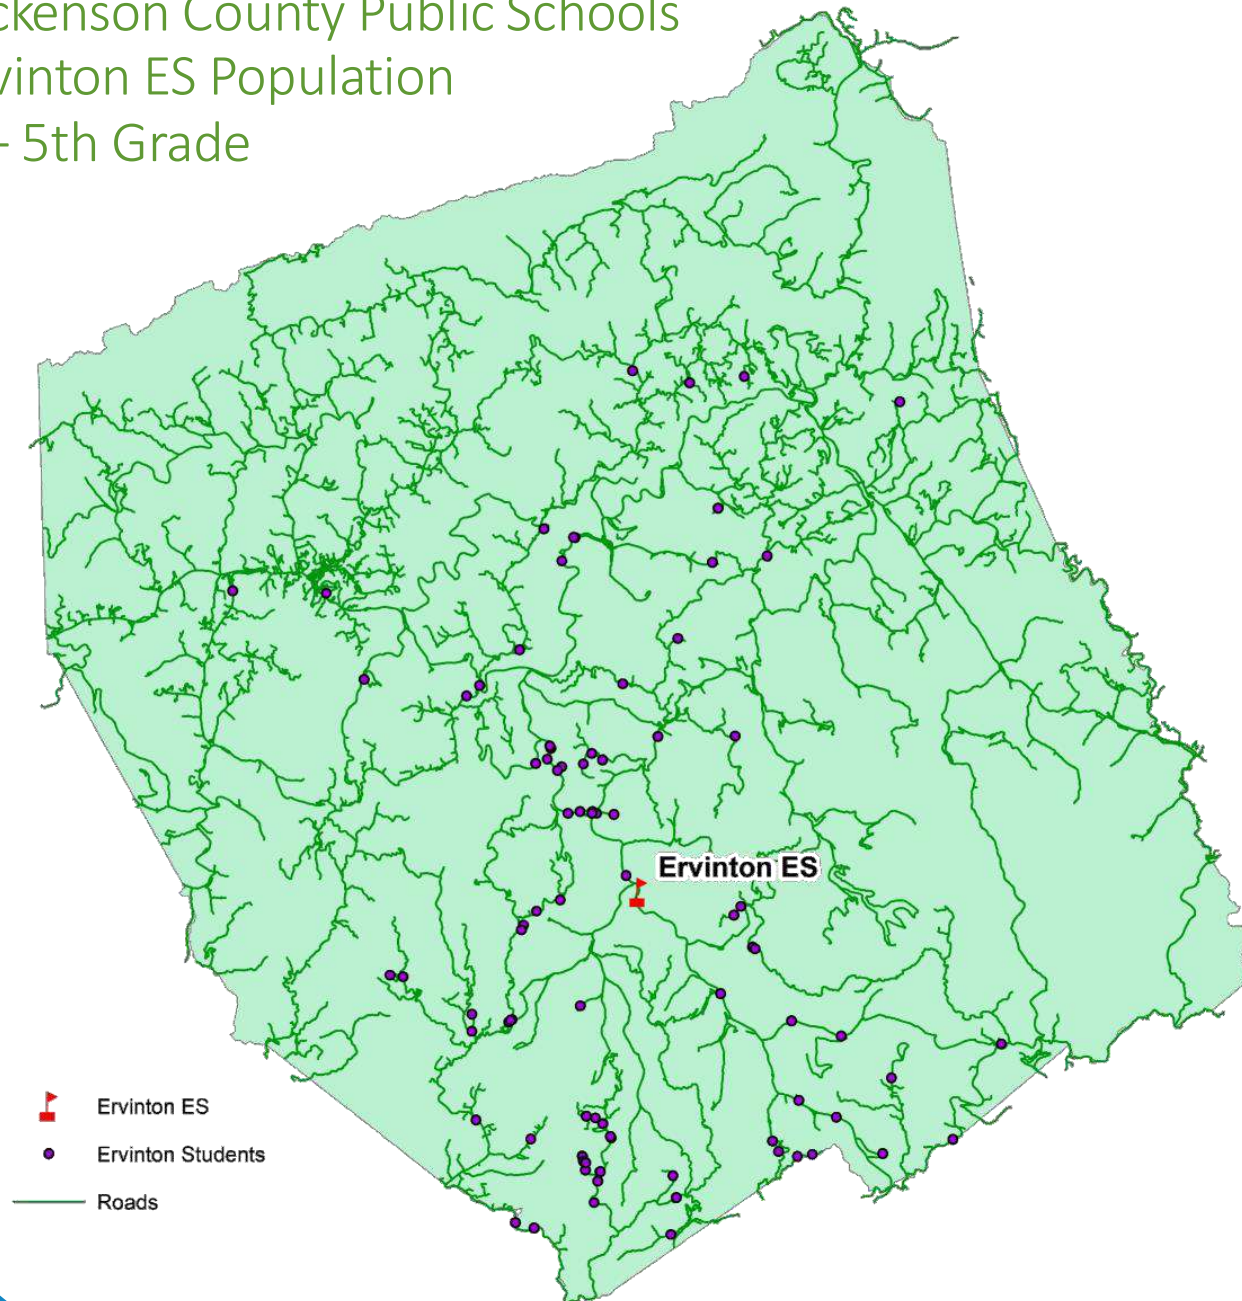 ckenson County Public Schools
vinton ES Population
- 5th Grade
Ervinton ES
Ervinton ES
Ervinton Students
Roads